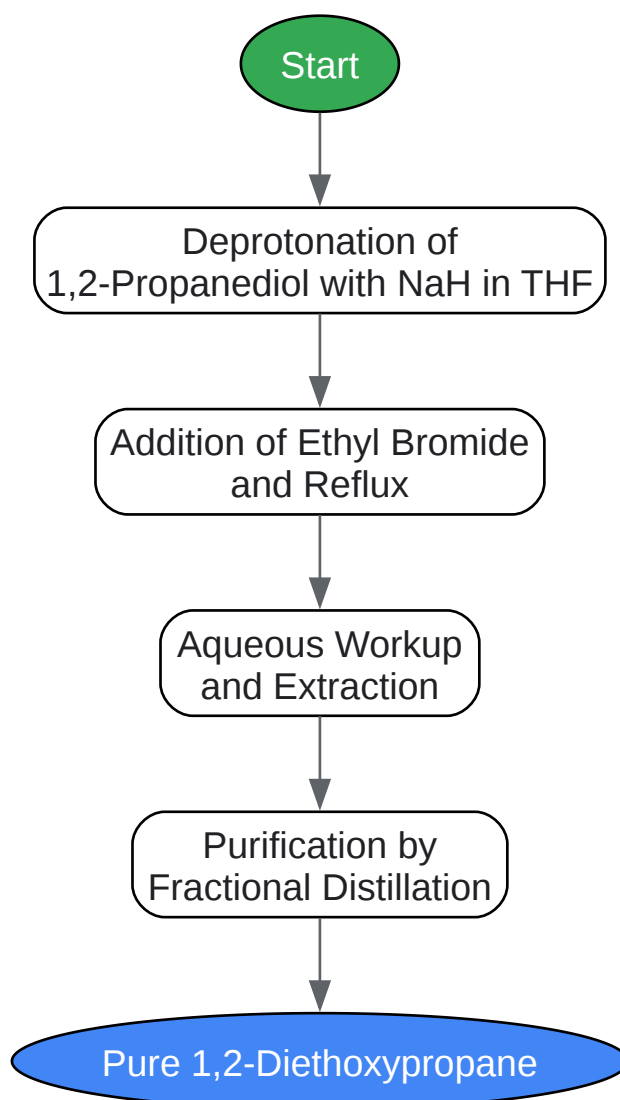 Start
Deprotonation of
1,2-Propanediol with NaH in THF
Addition of Ethyl Bromide
and Reflux
Aqueous Workup
and Extraction
Purification by
Fractional Distillation
Pure 1,2-Diethoxypropane